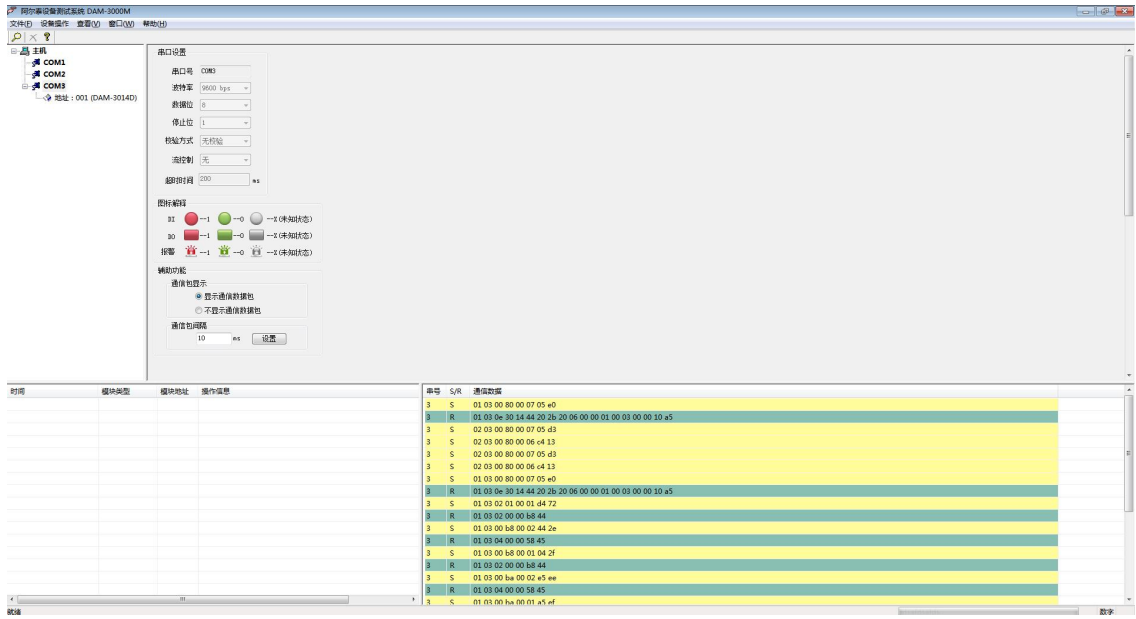 阿尔泰设备测试系统 DAM-3000M
文件(F) 设备操作 查看(V) 窗口(W) 帮助(H)
主机
COM1
COM2
COM3
地址：001 (DAM-3014D)
串口设置
串口号 COM3
波特率 9600 bps
数据位 8
停止位 1
校验方式 无校验
流控制 无
超时时间 200 ms
图标解释
DI --1 --0 --X(未知状态)
DO --1 --0 --X(未知状态)
报警 --1 --0 --X(未知状态)
辅助功能
通信包显示
显示通信数据包
不显示通信数据包
通信包间隔
10 ms 设置
时间 模块类型 模块地址 操作信息
串号 S/R 通信数据
3 S 01 03 00 80 00 07 05 e0
3 R 01 03 0e 30 14 44 20 2b 20 06 00 00 01 00 03 00 00 10 a5
3 S 02 03 00 80 00 07 05 d3
3 S 02 03 00 80 00 06 c4 13
3 S 02 03 00 80 00 07 05 d3
3 S 02 03 00 80 00 06 c4 13
3 S 01 03 00 80 00 07 05 e0
3 R 01 03 0e 30 14 44 20 2b 20 06 00 00 01 00 03 00 00 10 a5
3 S 01 03 02 01 00 01 d4 72
3 R 01 03 02 00 00 b8 44
3 S 01 03 00 b8 00 02 44 2e
3 R 01 03 04 00 00 58 45
3 S 01 03 00 b8 00 01 04 2f
3 R 01 03 02 00 00 b8 44
3 S 01 03 00 ba 00 02 e5 ee
3 R 01 03 04 00 00 58 45
3 S 01 03 00 ba 00 01 a5 ef
就绪
数字